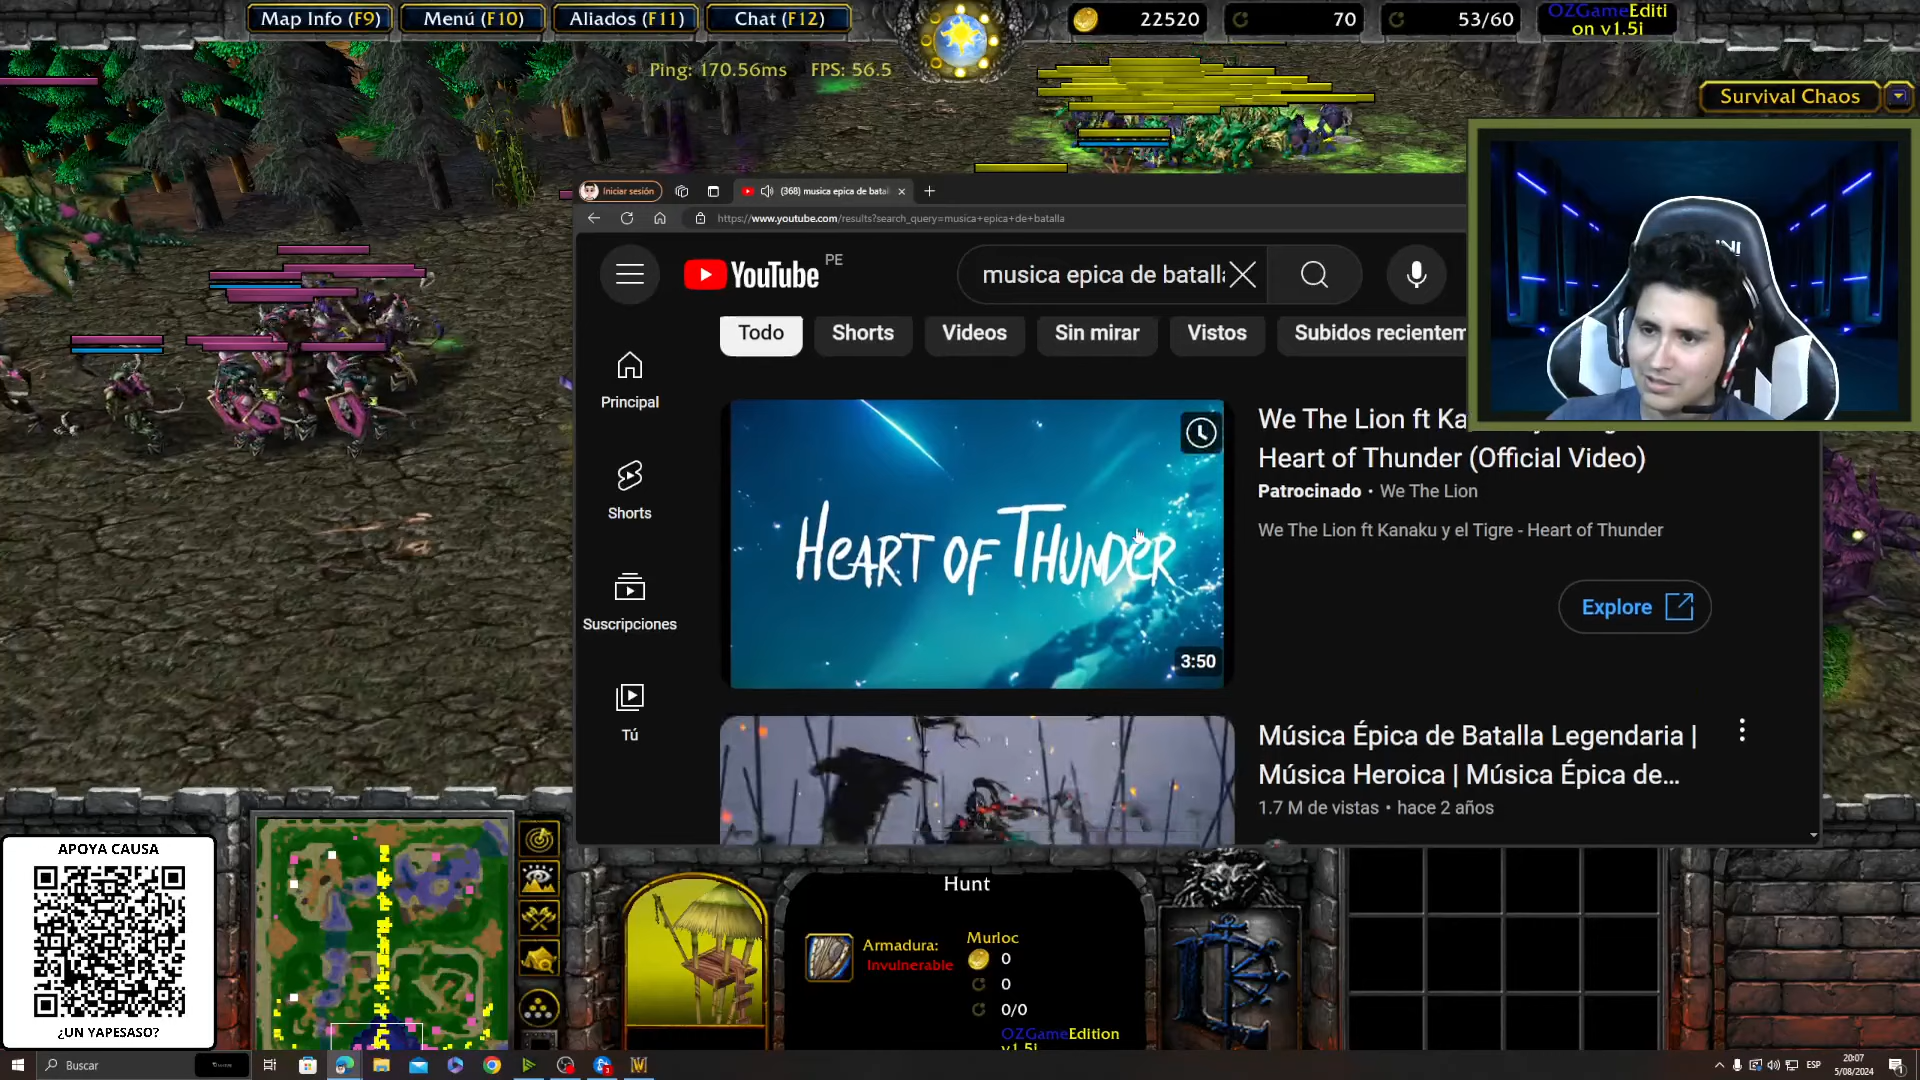 Map Info (F9)
Menú (F10)
Aliados (F11)
Chat (F12)
22520
70
53/60
OZGameEditi
on v1.5i
Ping: 170.56ms FPS: 56.5
Survival Chaos
Iniciar sesión
(368) musica epica de batal
https://www.youtube.com/results?search_query=musica+epica+de+batalla
YouTube PE
musica epica de batalla
Todo
Shorts
Videos
Sin mirar
Vistos
Subidos recientem
Principal
Shorts
Suscripciones
Tú
HEART OF THUNDER
3:50
We The Lion ft Ka
Heart of Thunder (Official Video)
Patrocinado • We The Lion
We The Lion ft Kanaku y el Tigre - Heart of Thunder
Explore
Música Épica de Batalla Legendaria |
Música Heroica | Música Épica de...
1.7 M de vistas • hace 2 años
APOYA CAUSA
¿UN YAPESASO?
Hunt
Armadura:
Invulnerable
Murloc
0
0
0/0
OZGameEdition
v1.5i
Buscar
ESP
20:07
5/08/2024